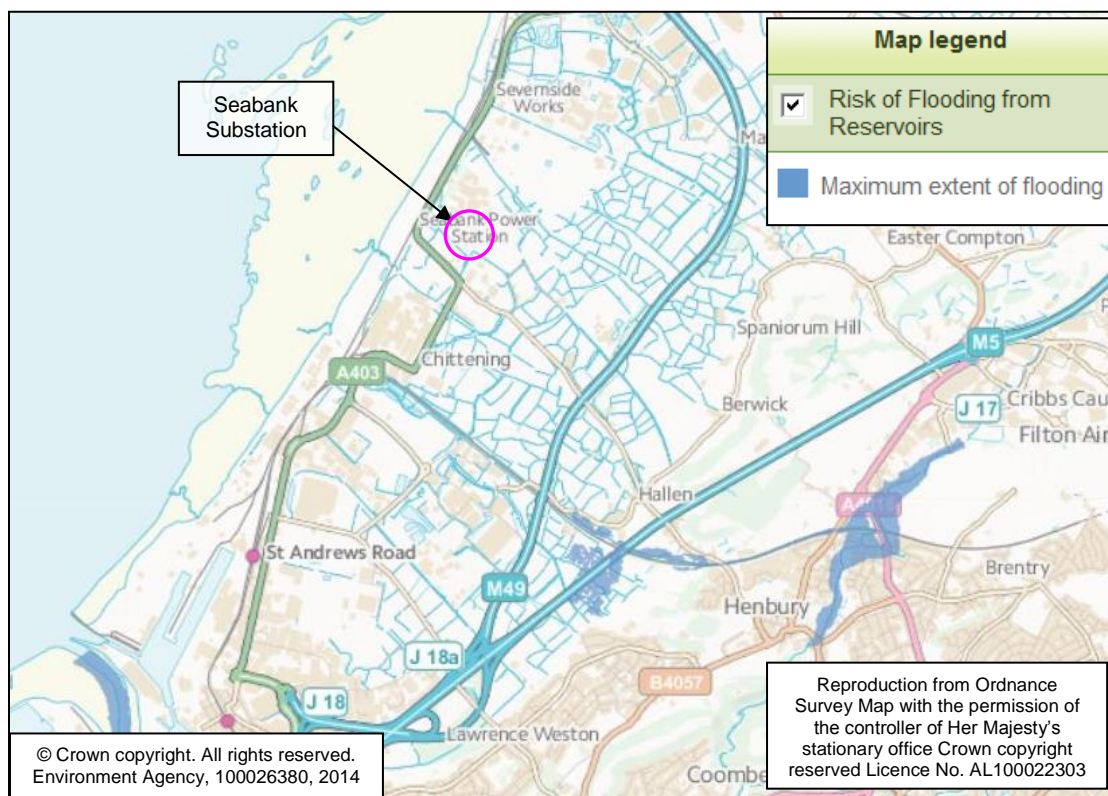 Seabank
Substation
Map legend
Risk of Flooding from
Reservoirs
Maximum extent of flooding
Severnside
Works
Seabank Power
Station
Easter Compton
Spaniorum Hill
M5
Chittening
A403
Berwick
J 17
Cribbs Cau
Filton Air
Hallen
St Andrews Road
M49
Brentry
Henbury
J 18a
B4057
J 18
Lawrence Weston
Coombe
© Crown copyright. All rights reserved.
Environment Agency, 100026380, 2014
Reproduction from Ordnance
Survey Map with the permission of
the controller of Her Majesty's
stationary office Crown copyright
reserved Licence No. AL100022303